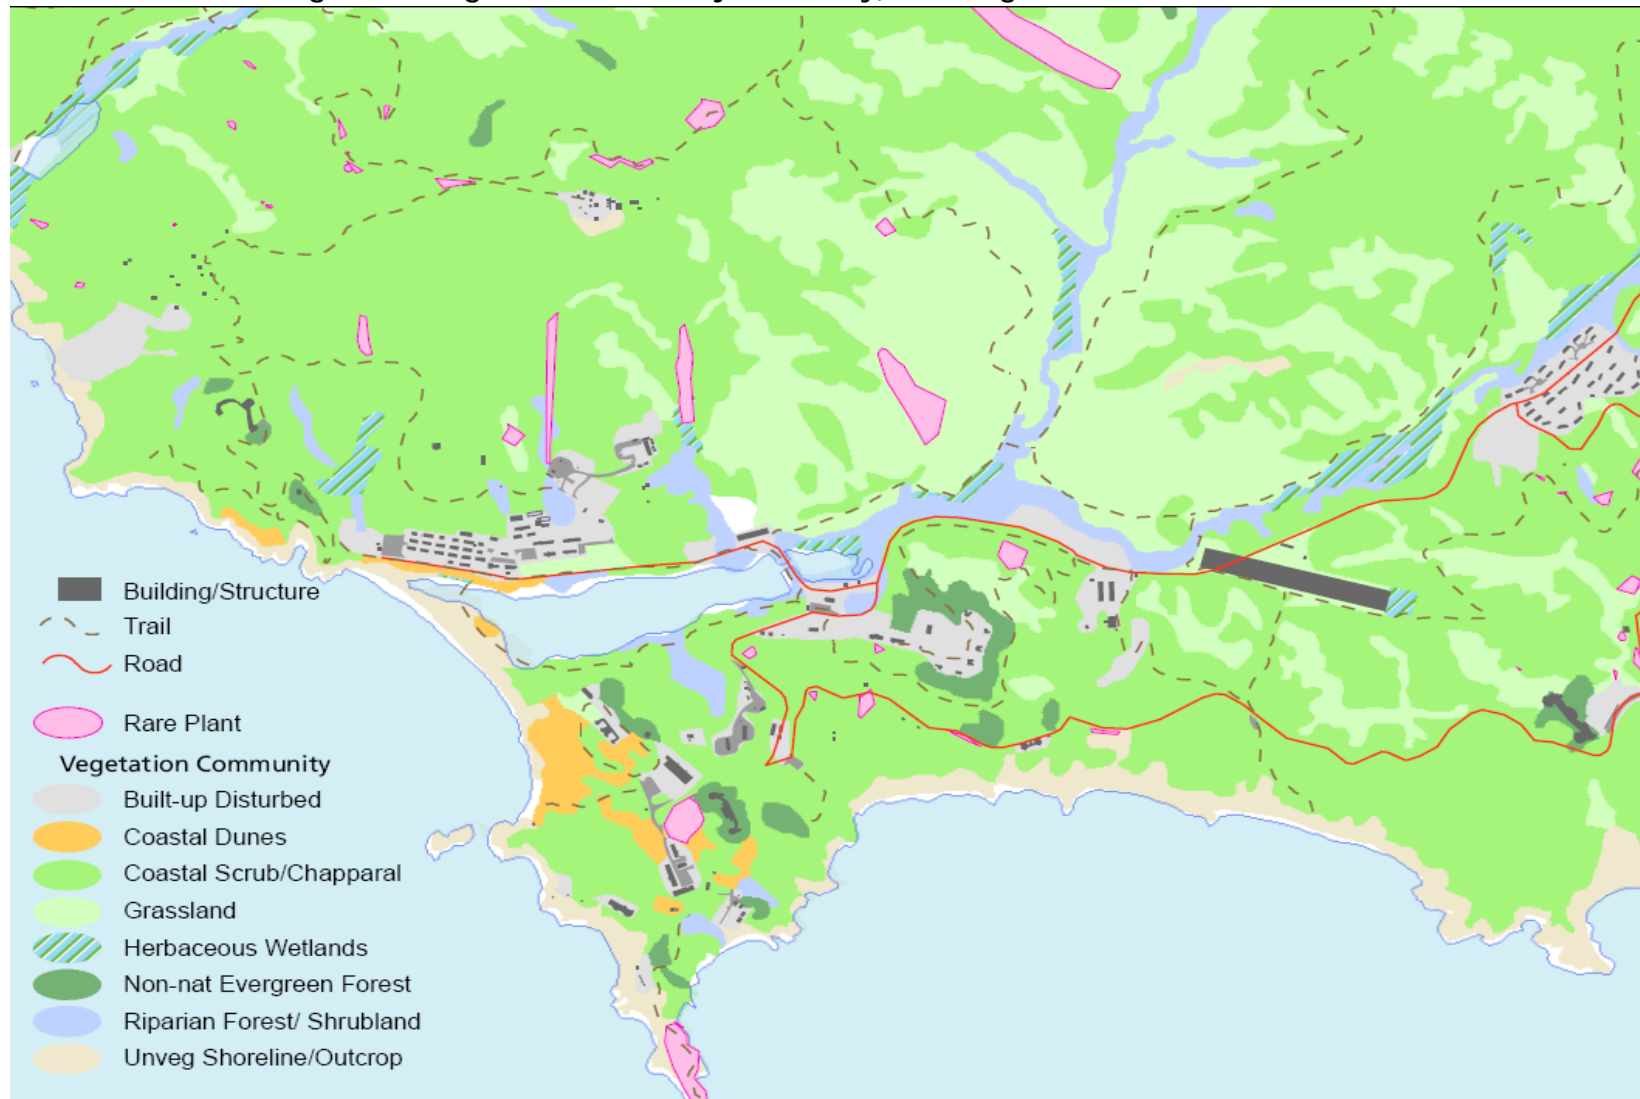 Building/Structure
Trail
Road
Rare Plant
Vegetation Community
Built-up Disturbed
Coastal Dunes
Coastal Scrub/Chapparal
Grassland
Herbaceous Wetlands
Non-nat Evergreen Forest
Riparian Forest/ Shrubland
Unveg Shoreline/Outcrop